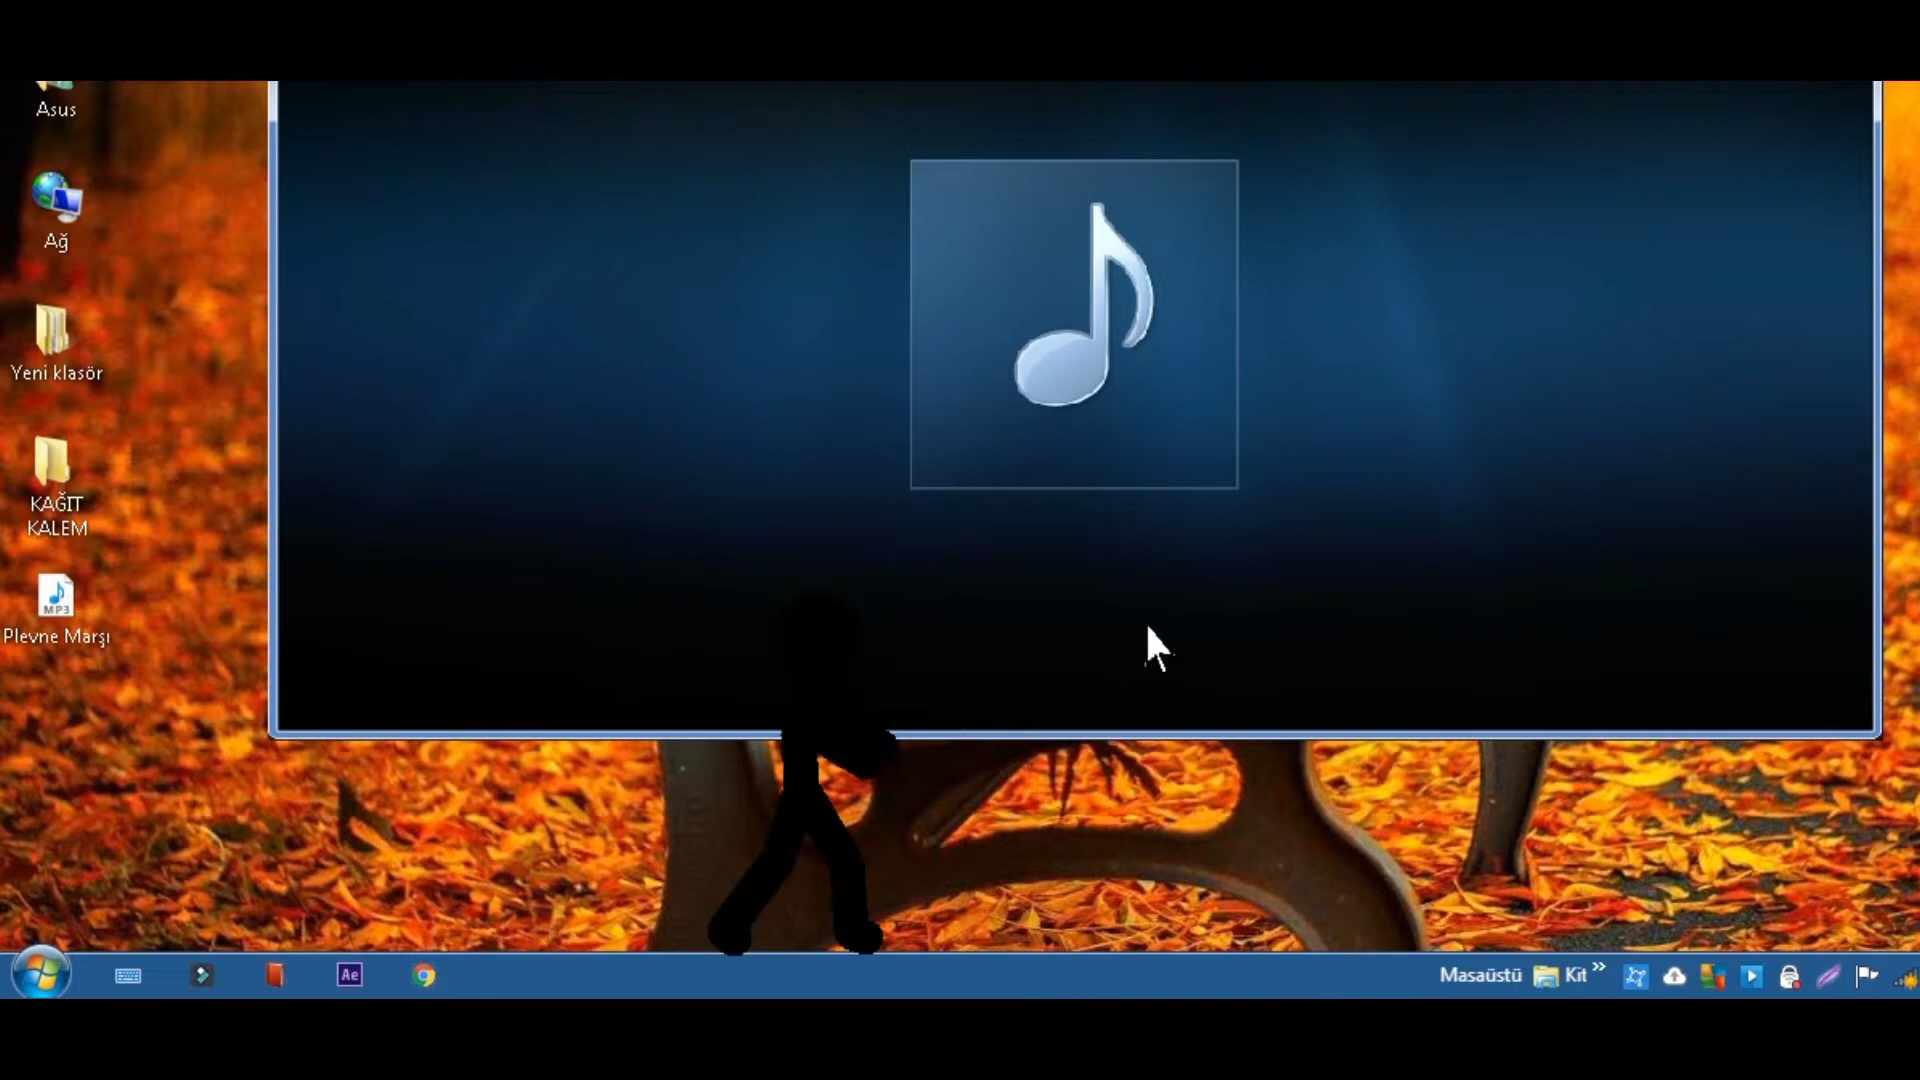 Asus
Ağ
Yeni klasör
KAĞIT
KALEM
MP3
Plevne Marşı
Ae
Masaüstü
Kit »